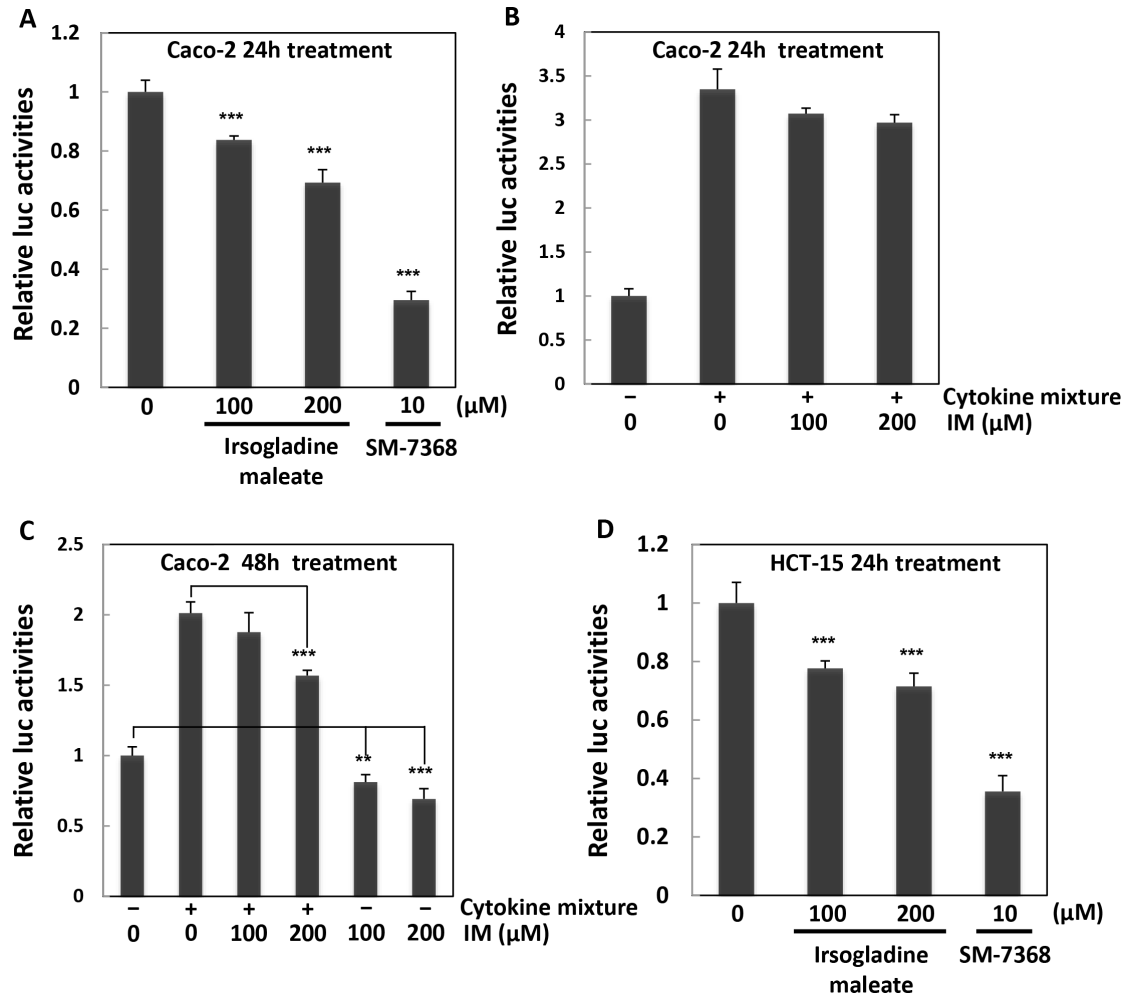 A
Caco-2 24h treatment
Relative luc activities
1.2
1
0.8
0.6
0.4
0.2
0
***
***
***
0 100 200 10 (µM)
Irsogladine
maleate
SM-7368
B
Caco-2 24h treatment
Relative luc activities
4
3.5
3
2.5
2
1.5
1
0.5
0
– + + + Cytokine mixture
0 0 100 200 IM (µM)
C
Caco-2 48h treatment
Relative luc activities
2.5
2
1.5
1
0.5
0
***
**
***
– + + + – – Cytokine mixture
0 0 100 200 100 200 IM (µM)
D
HCT-15 24h treatment
Relative luc activities
1.2
1
0.8
0.6
0.4
0.2
0
***
***
***
0 100 200 10 (µM)
Irsogladine
maleate
SM-7368